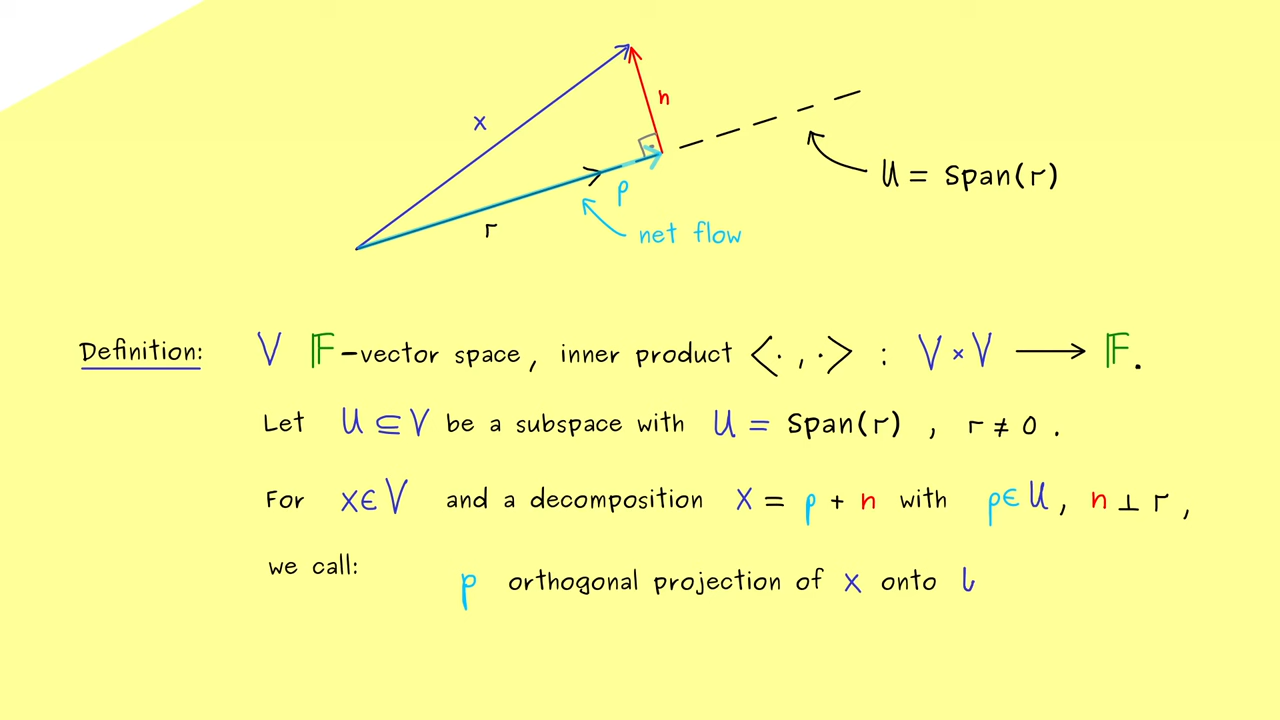 x
n
p
r
U = Span(r)
net flow
Definition: V 𝔽-vector space, inner product <· , ·> : V × V ⟶ 𝔽.
Let U ⊆ V be a subspace with U = Span(r) , r ≠ 0 .
For x ∈ V and a decomposition x = p + n with p ∈ U, n ⊥ r ,
we call: p orthogonal projection of x onto